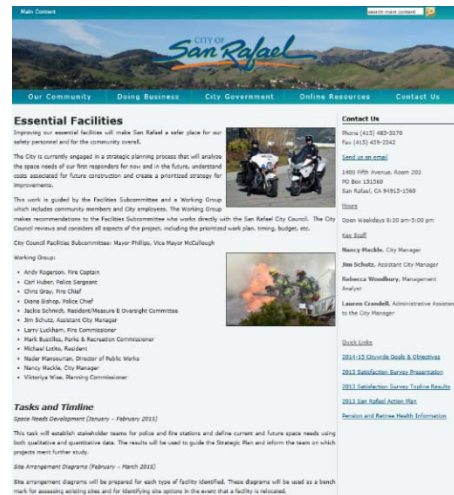 Main Content
search main content
CITY OF
San Rafael
Our Community
Doing Business
City Government
Online Resources
Contact Us
Essential Facilities
Improving our essential facilities will make San Rafael a safer place for our
safety personnel and for the community overall.
The City is currently engaged in a strategic planning process that will analyze
the space needs of our first responders for now and in the future, understand
costs associated for future construction and create a prioritized strategy for
improvements.
This work is guided by the Facilities Subcommittee and a Working Group
which includes community members and City employees. The Working Group
makes recommendations to the Facilities Subcommittee who works directly with the San Rafael City Council. The City
Council reviews and considers all aspects of the project, including the prioritized work plan, timing, budget, etc.
City Council Facilities Subcommittee: Mayor Phillips, Vice Mayor McCullough
Working Group:
• Andy Rogerson, Fire Captain
• Carl Huber, Police Sergeant
• Chris Gray, Fire Chief
• Diana Bishop, Police Chief
• Jackie Schmidt, Resident/Measure E Oversight Committee
• Jim Schutz, Assistant City Manager
• Larry Luckham, Fire Commissioner
• Mark Bustillos, Parks & Recreation Commissioner
• Michael Lotito, Resident
• Nader Mansourian, Director of Public Works
• Nancy Mackle, City Manager
• Viktoriya Wise, Planning Commissioner
Tasks and Timline
Space Needs Development (January – February 2015)
This task will establish stakeholder teams for police and fire stations and define current and future space needs using
both qualitative and quantitative data. The results will be used to guide the Strategic Plan and inform the team on which
projects merit further study.
Site Arrangement Diagrams (February – March 2015)
Site arrangement diagrams will be prepared for each type of facility identified. These diagrams will be used as a bench
mark for assessing existing sites and for identifying site options in the event that a facility is relocated.
Contact Us
Phone (415) 485-3070
Fax (415) 459-2242
Send us an email
1400 Fifth Avenue, Room 203
PO Box 151560
San Rafael, CA 94915-1560
Hours
Open Weekdays 8:30 am-5:00 pm
Key Staff
Nancy Mackle, City Manager
Jim Schutz, Assistant City Manager
Rebecca Woodbury, Management
Analyst
Lauren Crandell, Administrative Assistant
to the City Manager
Quick Links
2014-15 Citywide Goals & Objectives
2013 Satisfaction Survey Presentation
2013 Satisfaction Survey Topline Results
2013 San Rafael Action Plan
Pension and Retiree Health Information